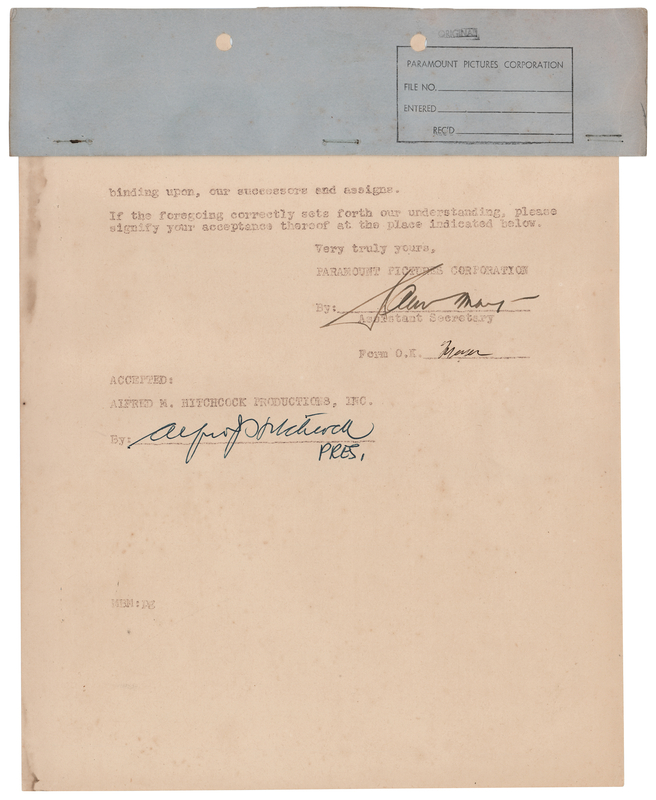 ORIGINAL
PARAMOUNT PICTURES CORPORATION
FILE NO.
ENTERED
REC'D
binding upon, our sucessors and assigns.
If the foregoing correctly sets forth our understanding, please
signify your acceptance thereof at the place indicated below.
Very truly yours,
PARAMOUNT PICTURES CORPORATION
By:
Assistant Secretary
Form O.K.
ACCEPTED:
ALFRED M. HITCHCOCK PRODUCTIONS, INC.
By: Alfred J Hitchcock
PRES.